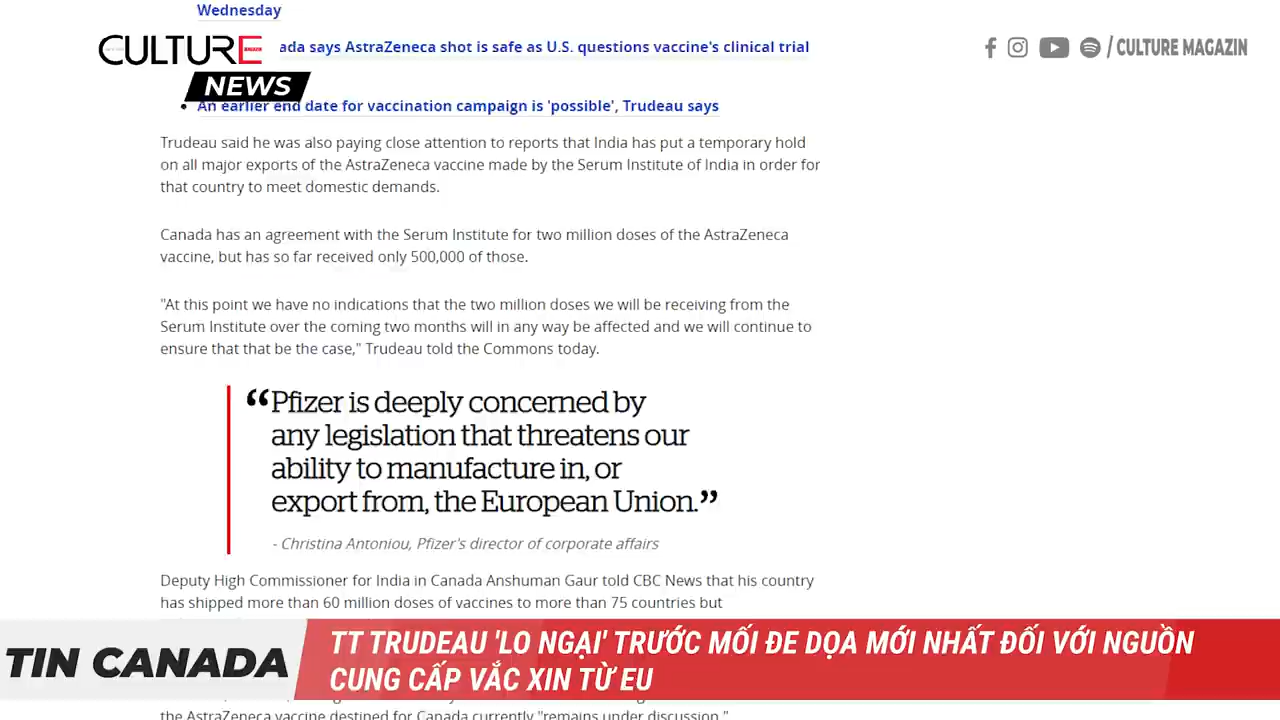 Wednesday
CULTURE
NEWS
ada says AstraZeneca shot is safe as U.S. questions vaccine's clinical trial
/ CULTURE MAGAZIN
An earlier end date for vaccination campaign is 'possible', Trudeau says
Trudeau said he was also paying close attention to reports that India has put a temporary hold
on all major exports of the AstraZeneca vaccine made by the Serum Institute of India in order for
that country to meet domestic demands.
Canada has an agreement with the Serum Institute for two million doses of the AstraZeneca
vaccine, but has so far received only 500,000 of those.
"At this point we have no indications that the two million doses we will be receiving from the
Serum Institute over the coming two months will in any way be affected and we will continue to
ensure that that be the case," Trudeau told the Commons today.
“Pfizer is deeply concerned by
any legislation that threatens our
ability to manufacture in, or
export from, the European Union.”
- Christina Antoniou, Pfizer's director of corporate affairs
Deputy High Commissioner for India in Canada Anshuman Gaur told CBC News that his country
has shipped more than 60 million doses of vaccines to more than 75 countries but
TIN CANADA
TT TRUDEAU 'LO NGẠI' TRƯỚC MỐI ĐE DỌA MỚI NHẤT ĐỐI VỚI NGUỒN
CUNG CẤP VẮC XIN TỪ EU
the AstraZeneca vaccine destined for Canada currently "remains under discussion."